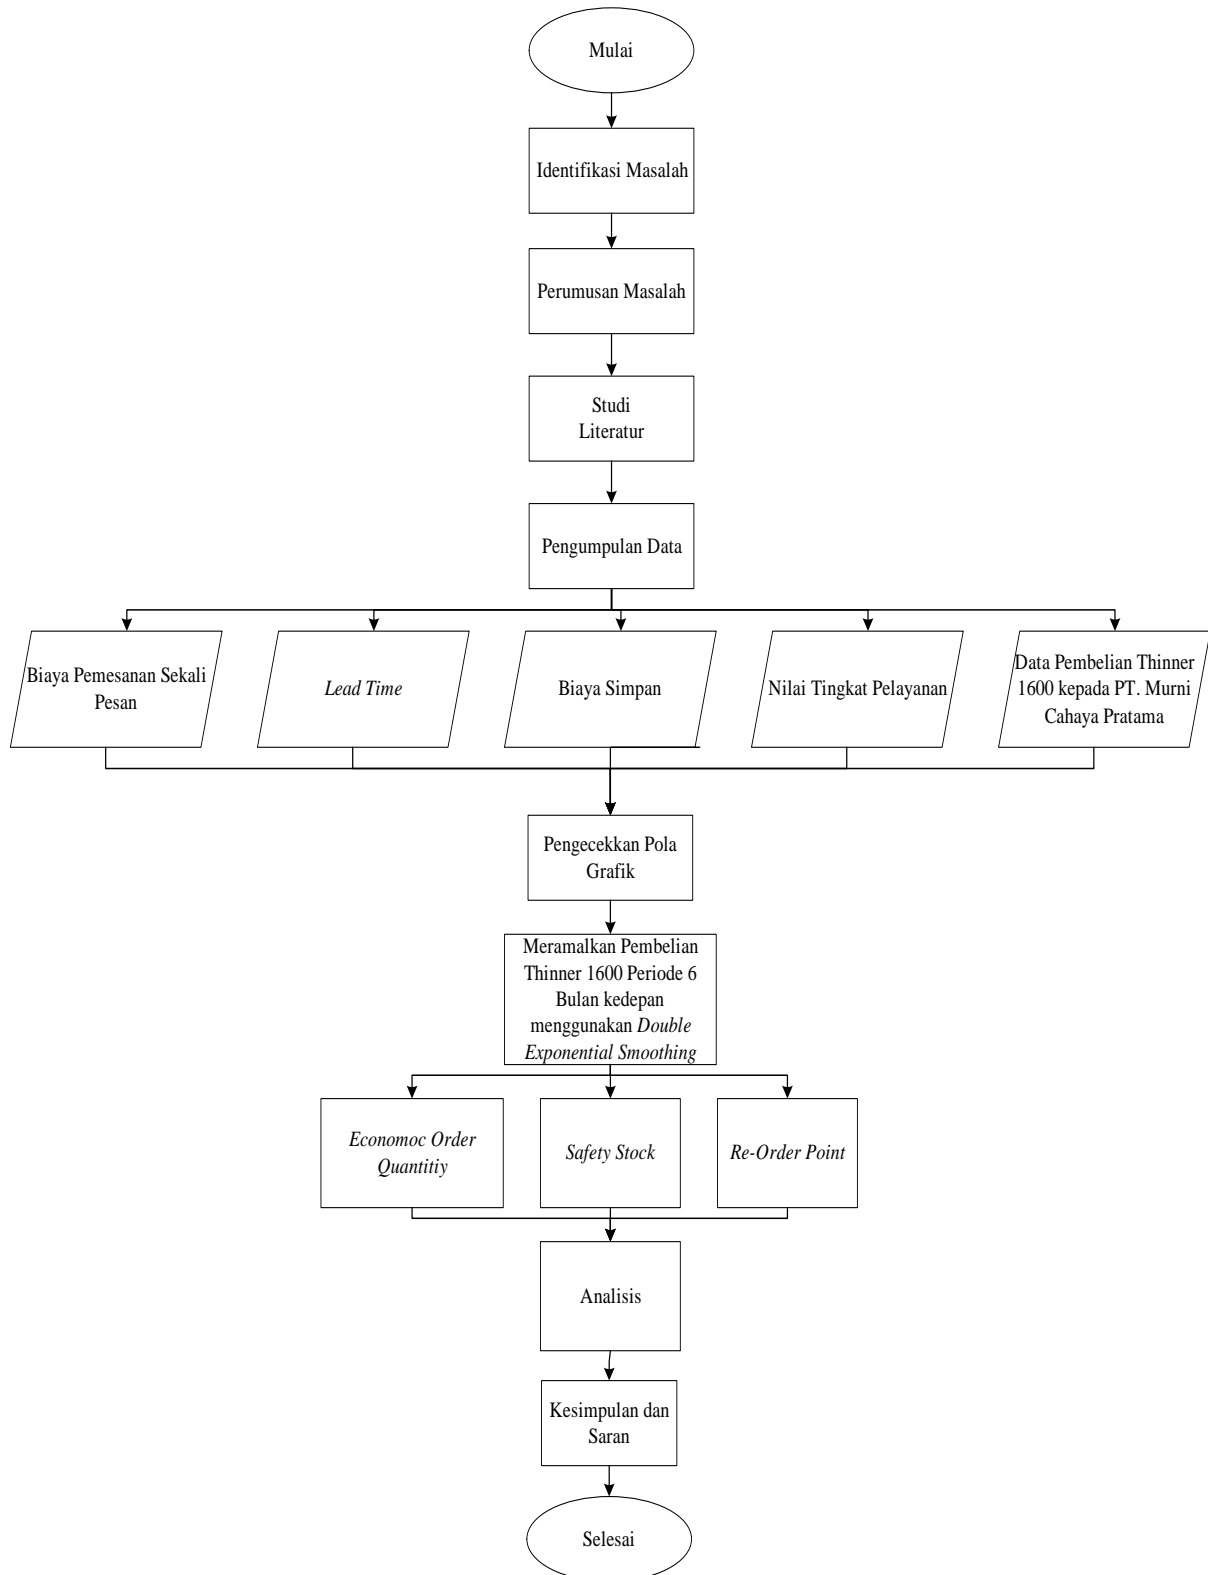 Mulai
Identifikasi Masalah
Perumusan Masalah
Studi
Literatur
Pengumpulan Data
Biaya Pemesanan Sekali
Pesan
Lead Time
Biaya Simpan
Nilai Tingkat Pelayanan
Data Pembelian Thinner
1600 kepada PT. Murni
Cahaya Pratama
Pengecekkan Pola
Grafik
Meramalkan Pembelian
Thinner 1600 Periode 6
Bulan kedepan
menggunakan Double
Exponential Smoothing
Economoc Order
Quantitiy
Safety Stock
Re-Order Point
Analisis
Kesimpulan dan
Saran
Selesai